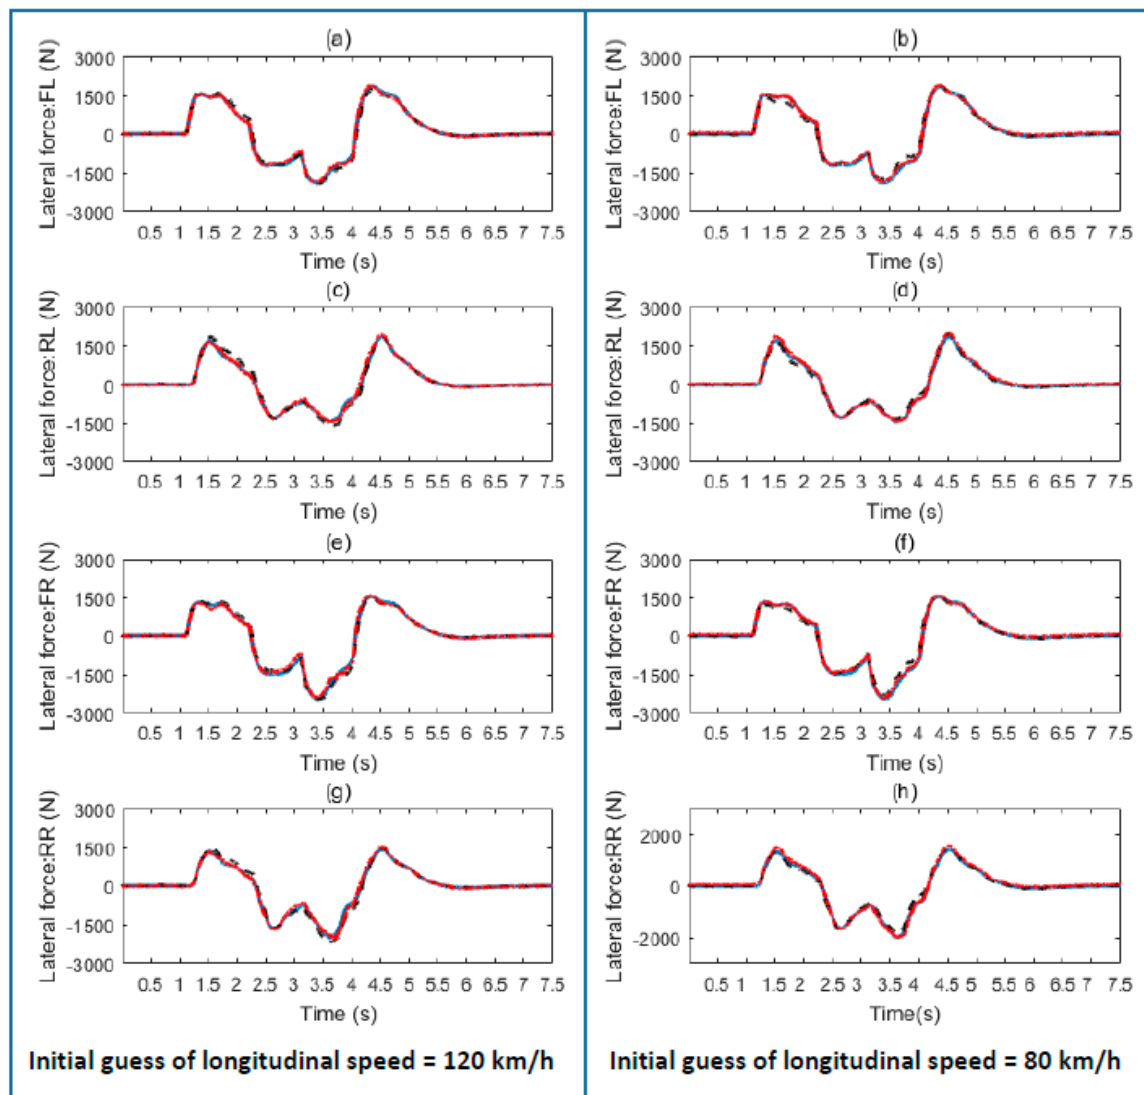 (a)
Lateral force:FL (N)
3000
1500
0
-1500
-3000
0.5 1 1.5 2 2.5 3 3.5 4 4.5 5 5.5 6 6.5 7 7.5
Time (s)
(b)
Lateral force:FL (N)
3000
1500
0
-1500
-3000
0.5 1 1.5 2 2.5 3 3.5 4 4.5 5 5.5 6 6.5 7 7.5
Time (s)
(c)
Lateral force:RL (N)
3000
1500
0
-1500
-3000
0.5 1 1.5 2 2.5 3 3.5 4 4.5 5 5.5 6 6.5 7 7.5
Time (s)
(d)
Lateral force:RL (N)
3000
1500
0
-1500
-3000
0.5 1 1.5 2 2.5 3 3.5 4 4.5 5 5.5 6 6.5 7 7.5
Time (s)
(e)
Lateral force:FR (N)
3000
1500
0
-1500
-3000
0.5 1 1.5 2 2.5 3 3.5 4 4.5 5 5.5 6 6.5 7 7.5
Time (s)
(f)
Lateral force:FR (N)
3000
1500
0
-1500
-3000
0.5 1 1.5 2 2.5 3 3.5 4 4.5 5 5.5 6 6.5 7 7.5
Time (s)
(g)
Lateral force:RR (N)
3000
1500
0
-1500
-3000
0.5 1 1.5 2 2.5 3 3.5 4 4.5 5 5.5 6 6.5 7 7.5
Time (s)
(h)
Lateral force:RR (N)
2000
0
-2000
0.5 1 1.5 2 2.5 3 3.5 4 4.5 5 5.5 6 6.5 7 7.5
Time(s)
Initial guess of longitudinal speed = 120 km/h
Initial guess of longitudinal speed = 80 km/h